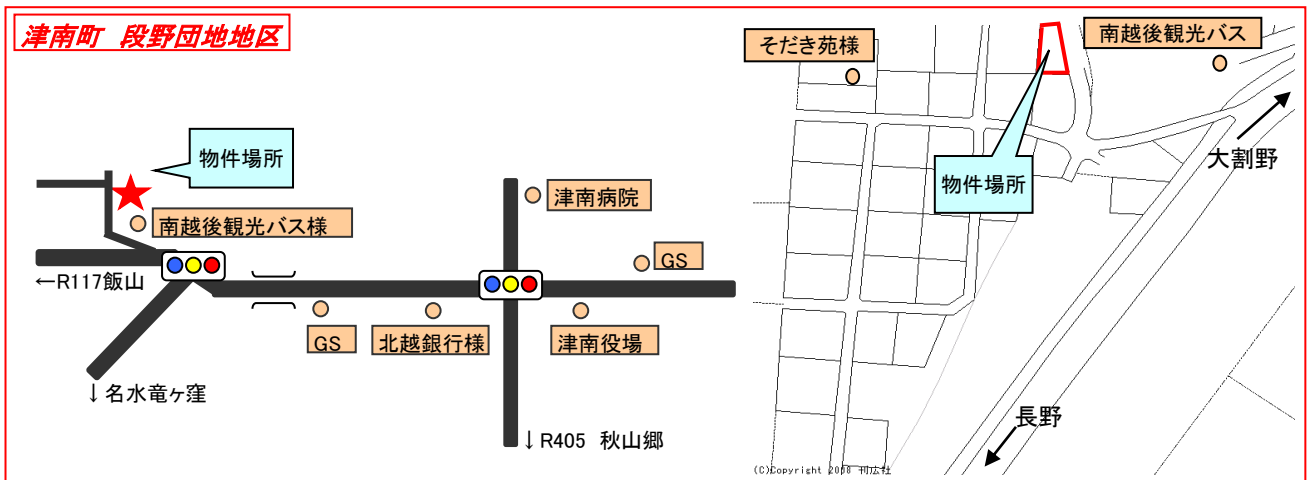 津南町 段野団地地区
物件場所
南越後観光バス様
←R117飯山
↓名水竜ヶ窪
GS
北越銀行様
津南病院
GS
津南役場
↓R405 秋山郷
そだき苑様
南越後観光バス
物件場所
大割野
長野
(C)Copyright 2008 刊広社